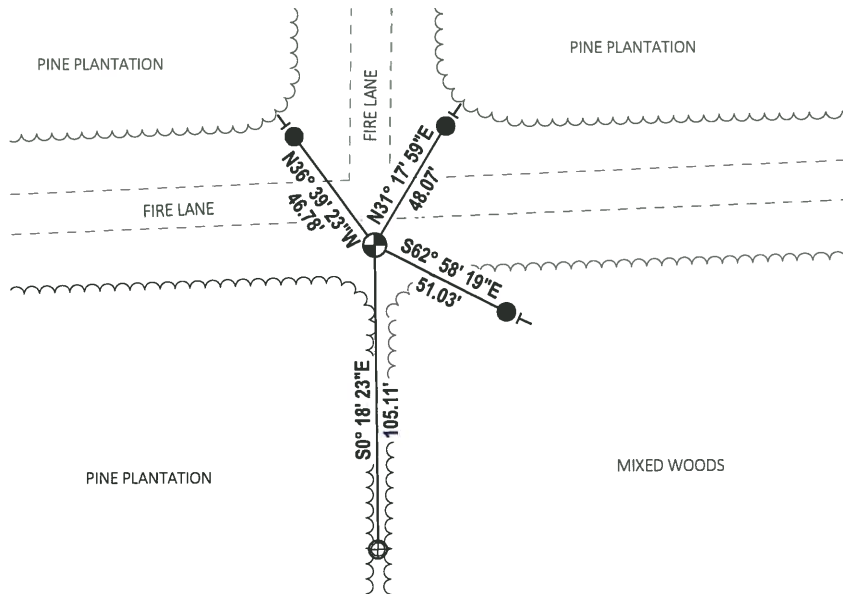 PINE PLANTATION
PINE PLANTATION
FIRE LANE
N36° 39' 23"W
46.78'
N31° 17' 59"E
48.07'
FIRE LANE
S62° 58' 19"E
51.03'
S0° 18' 23"E
105.11'
PINE PLANTATION
MIXED WOODS